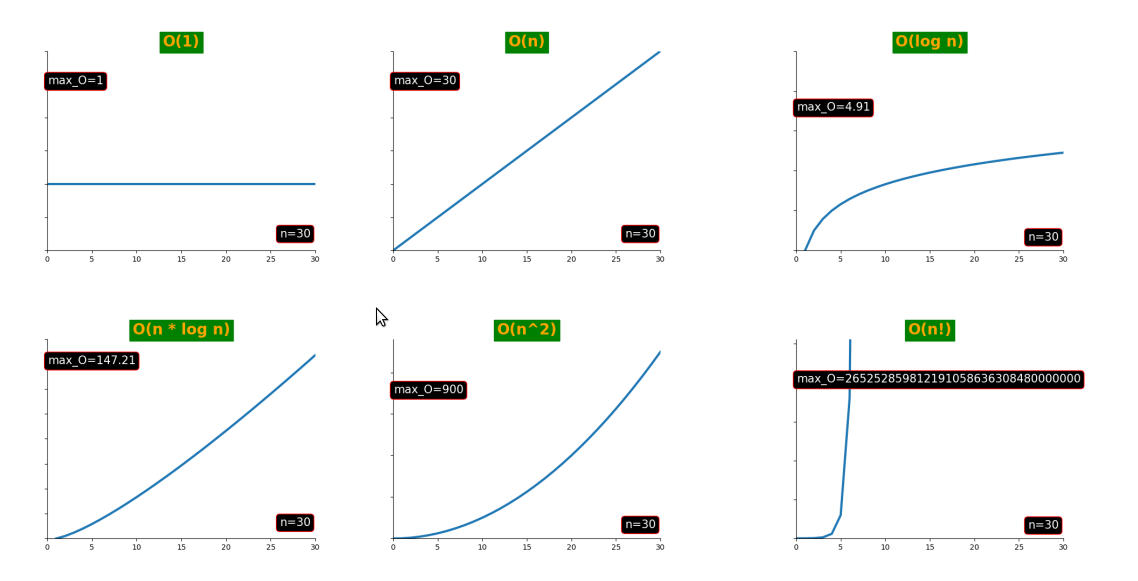 O(1)
max_O=1
n=30
0 5 10 15 20 25 30
O(n)
max_O=30
n=30
0 5 10 15 20 25 30
O(log n)
max_O=4.91
n=30
0 5 10 15 20 25 30
O(n * log n)
max_O=147.21
n=30
0 5 10 15 20 25 30
O(n^2)
max_O=900
n=30
0 5 10 15 20 25 30
O(n!)
max_O=265252859812191058636308480000000
n=30
0 5 10 15 20 25 30